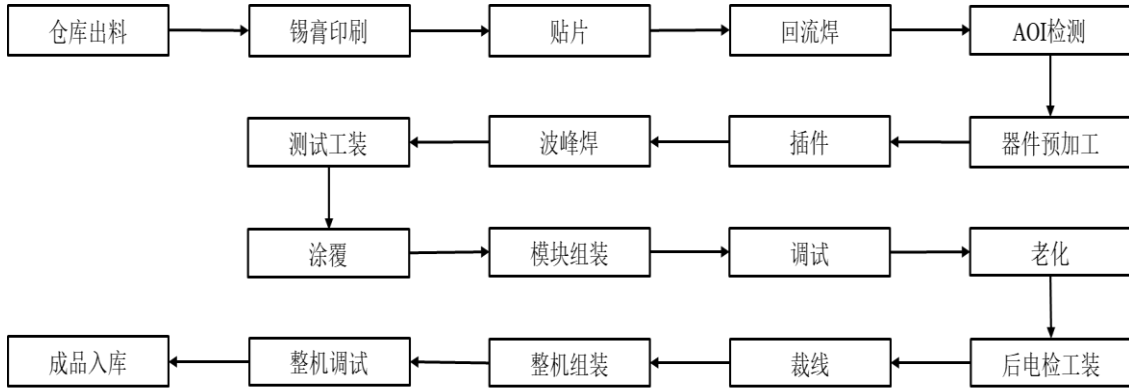 仓库出料
锡膏印刷
贴片
回流焊
AOI检测
器件预加工
插件
波峰焊
测试工装
涂覆
模块组装
调试
老化
后电检工装
裁线
整机组装
整机调试
成品入库